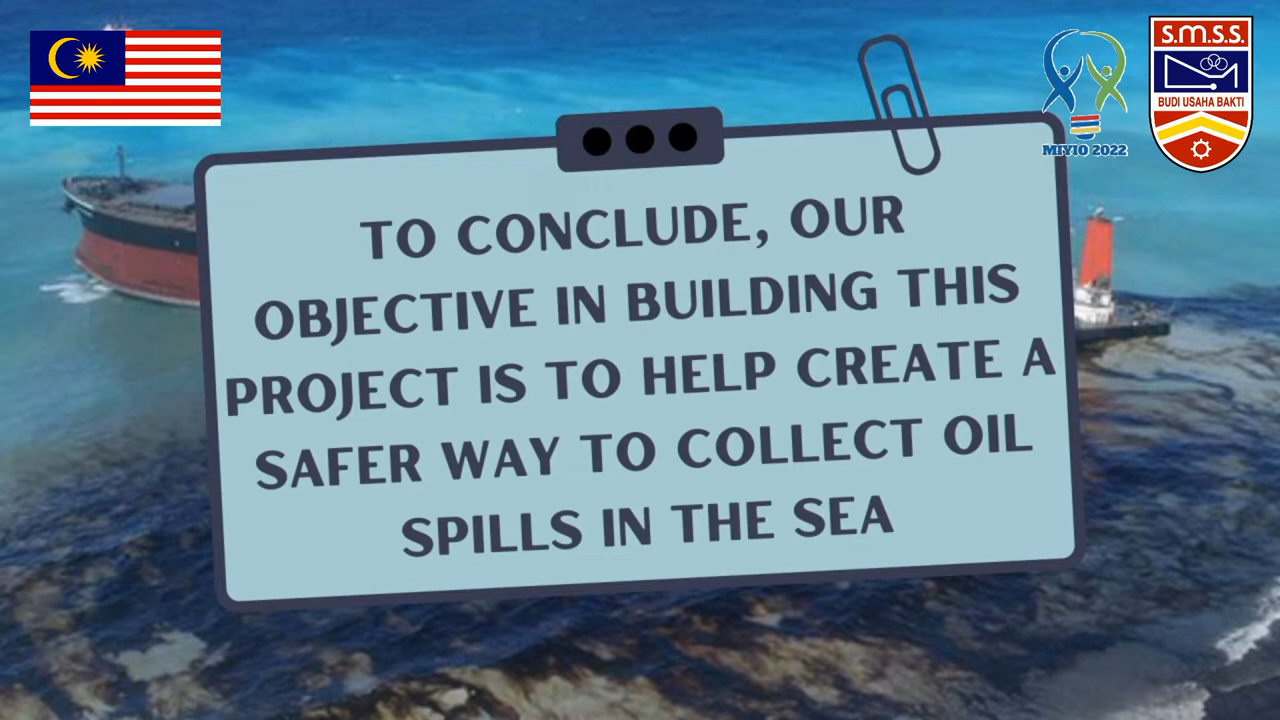 S.M.S.S.
BUDI USAHA BAKTI
MIYIO 2022
TO CONCLUDE, OUR
OBJECTIVE IN BUILDING THIS
PROJECT IS TO HELP CREATE A
SAFER WAY TO COLLECT OIL
SPILLS IN THE SEA